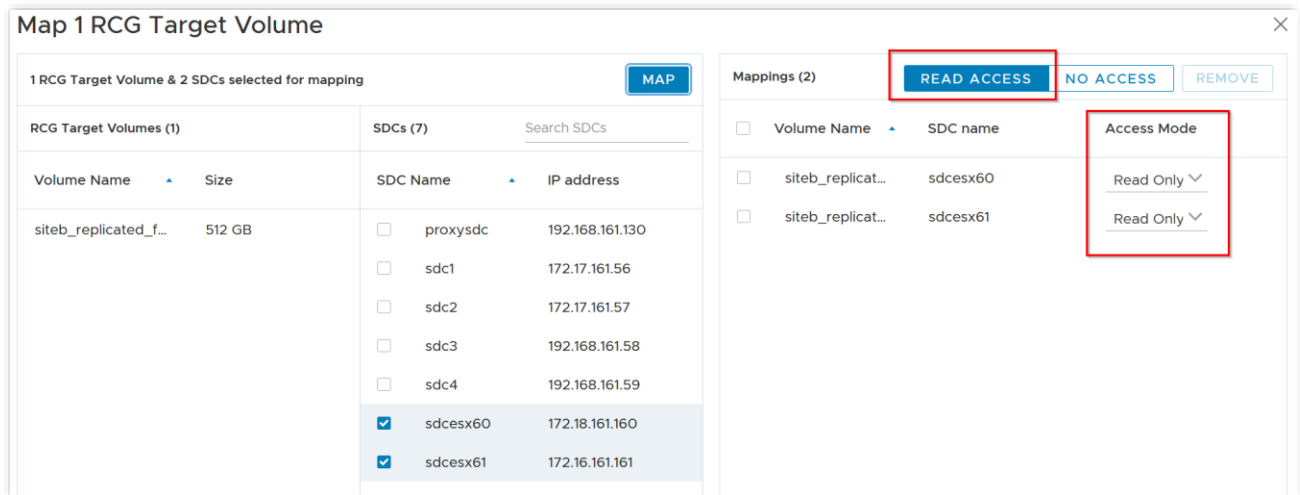 Map 1 RCG Target Volume
1 RCG Target Volume & 2 SDCs selected for mapping
MAP
RCG Target Volumes (1)
SDCs (7)
Search SDCs
Volume Name
Size
SDC Name
IP address
siteb_replicated_f...
512 GB
proxysdc
192.168.161.130
sdc1
172.17.161.56
sdc2
172.17.161.57
sdc3
192.168.161.58
sdc4
192.168.161.59
sdcesx60
172.18.161.160
sdcesx61
172.16.161.161
Mappings (2)
READ ACCESS
NO ACCESS
REMOVE
Volume Name
SDC name
Access Mode
siteb_replicat...
sdcesx60
Read Only
siteb_replicat...
sdcesx61
Read Only